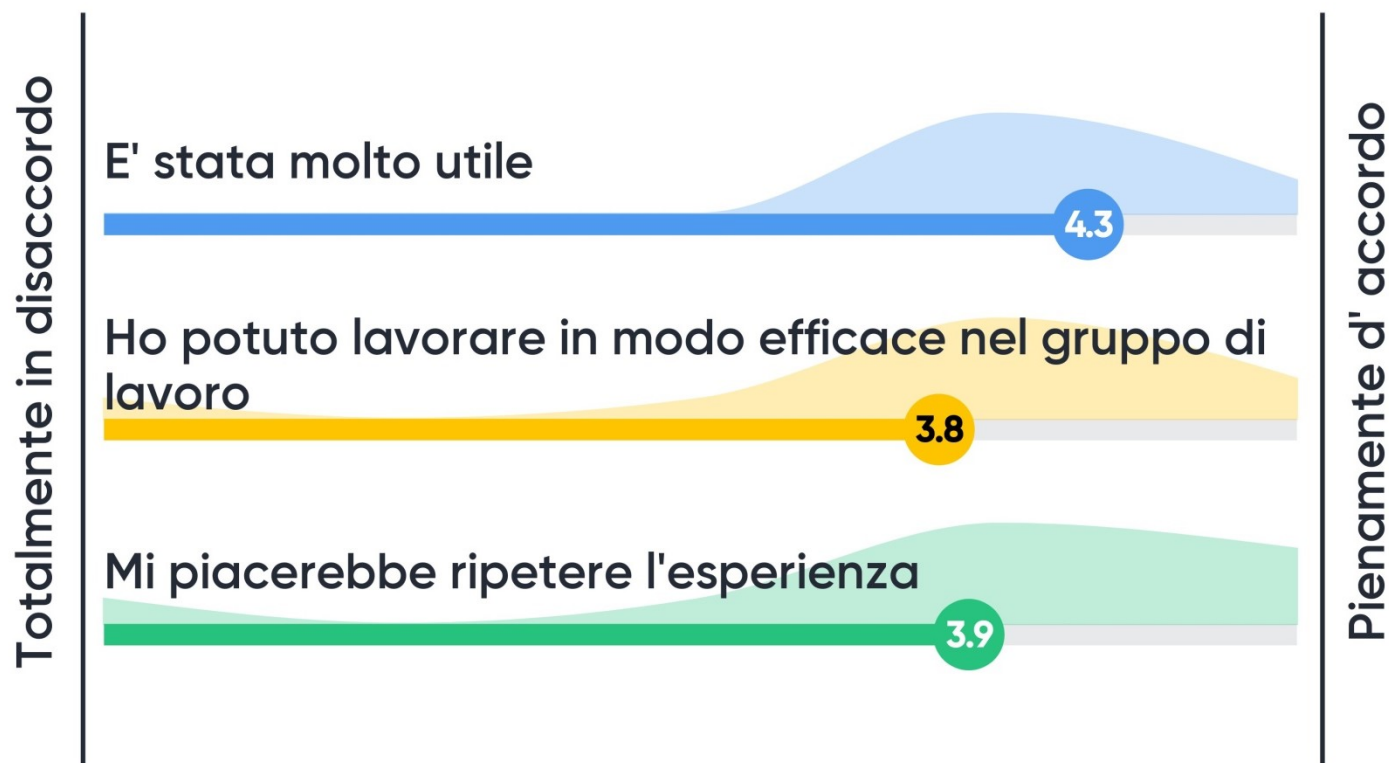 Totalmente in disaccordo
E' stata molto utile
4.3
Ho potuto lavorare in modo efficace nel gruppo di
lavoro
3.8
Mi piacerebbe ripetere l'esperienza
3.9
Pienamente d' accordo